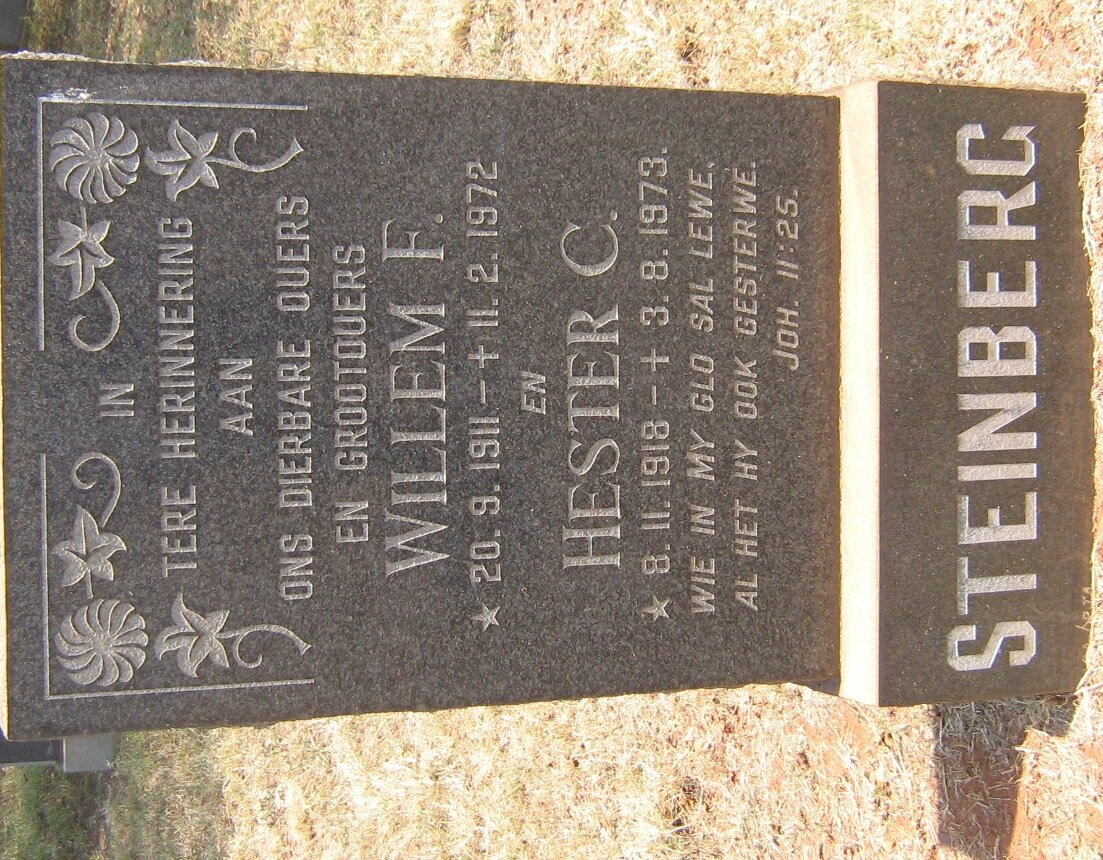 IN
TERE HERINNERING
AAN
ONS DIERBARE OUERS
EN GROOTOUERS
WILLEM F.
★ 20.9.1911 — † 11.2.1972
EN
HESTER C.
★ 8.11.1918 — † 3.8.1973.
WIE IN MY GLO SAL LEWE,
AL HET HY OOK GESTERWE.
JOH. 11:25.
STEINBERG